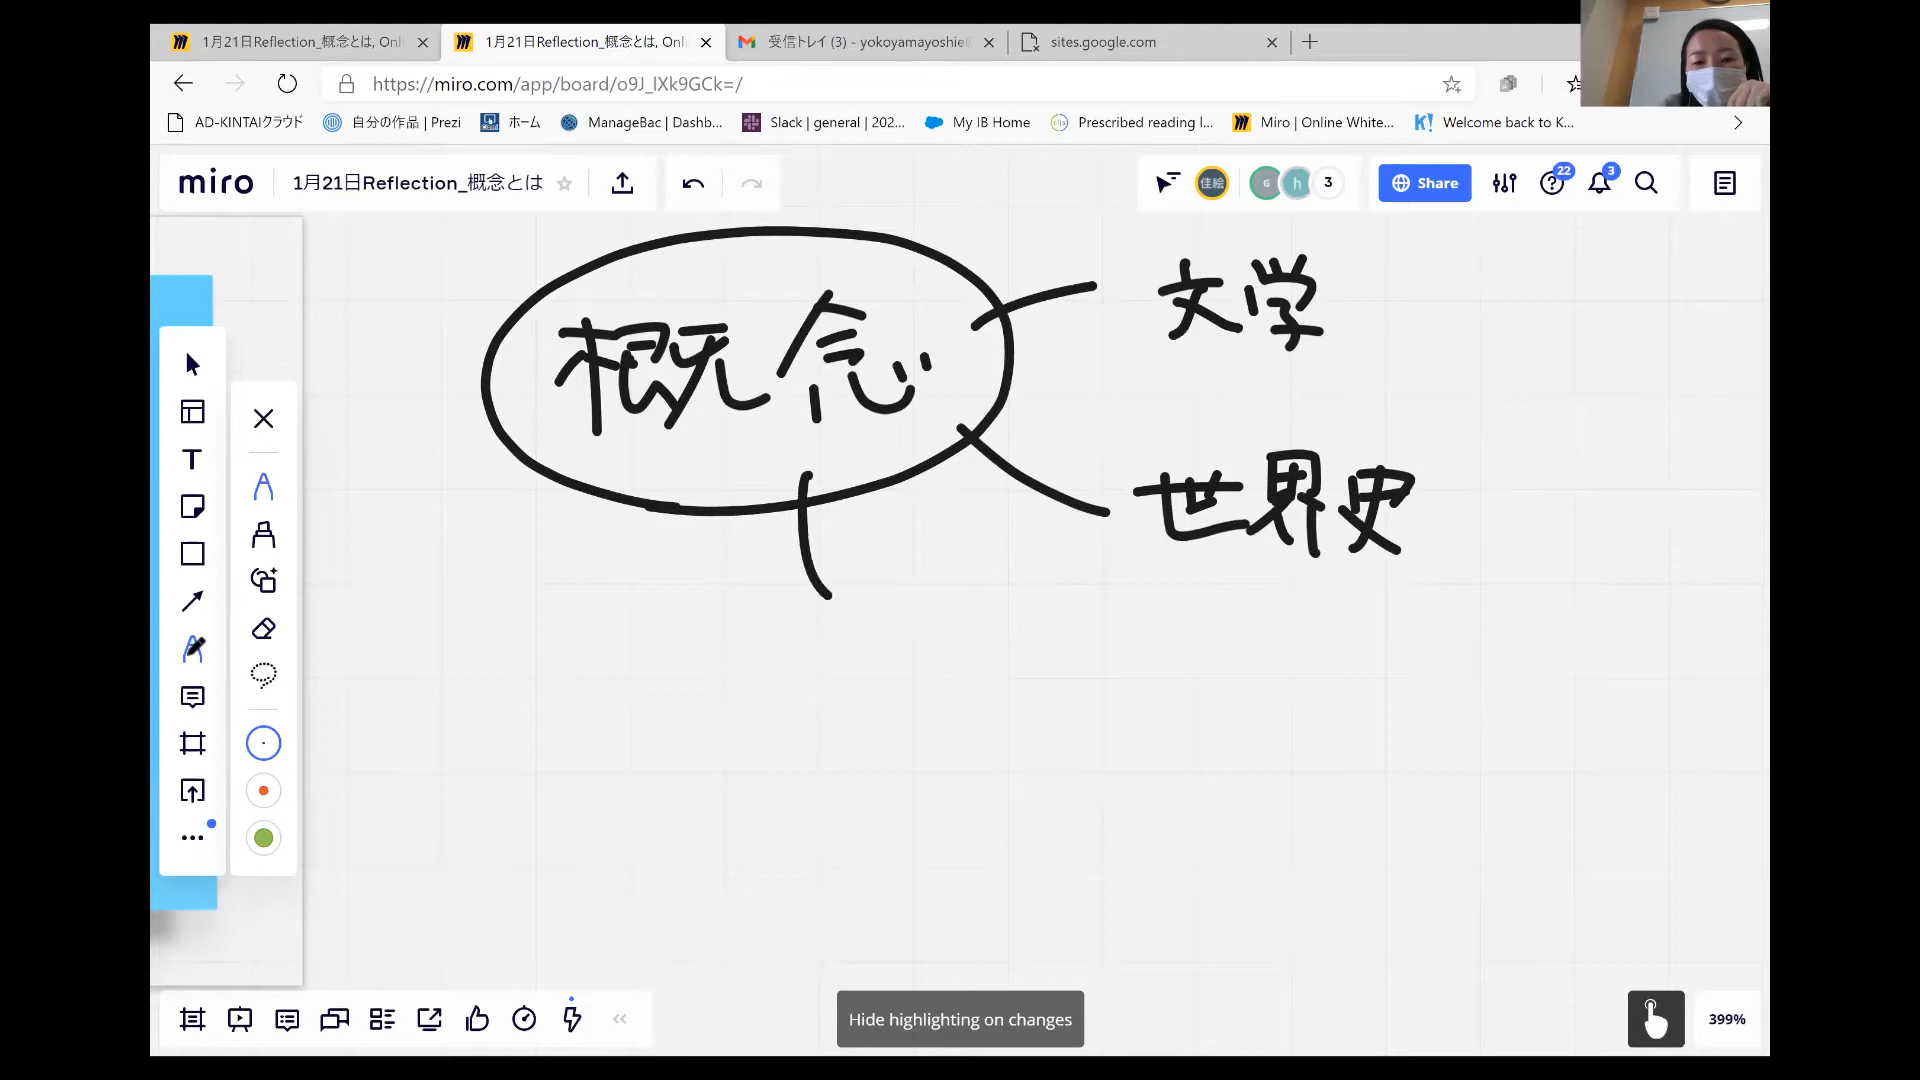 1月21日Reflection_概念とは, Onl
1月21日Reflection_概念とは, Onli
受信トレイ (3) - yokoyamayoshie
sites.google.com
https://miro.com/app/board/o9J_lXk9GCk=/
AD-KINTAIクラウド
自分の作品 | Prezi
ホーム
ManageBac | Dashb...
Slack | general | 202...
My IB Home
Prescribed reading l...
Miro | Online White...
K!
Welcome back to K...
miro
1月21日Reflection_概念とは
佳絵
G
h
3
Share
22
3
概念
文学
世界史
T
Hide highlighting on changes
399%